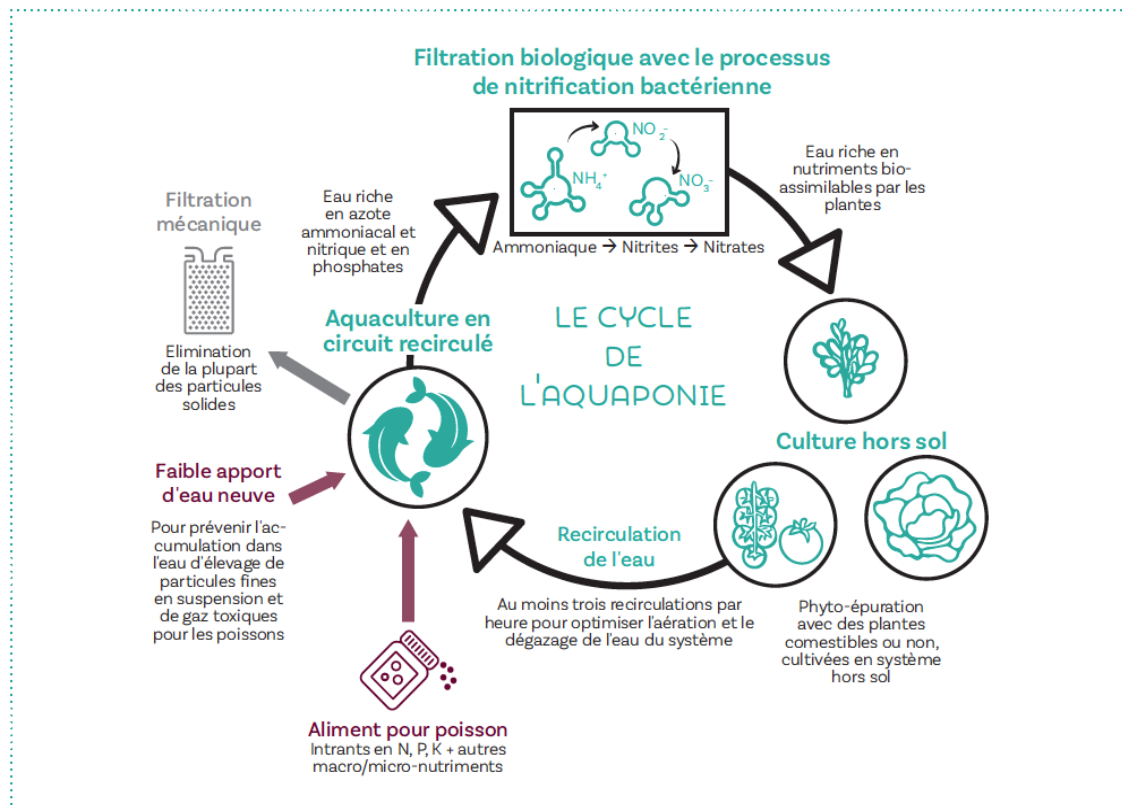 Filtration biologique avec le processus
de nitrification bactérienne
NO₂⁻
NH₄⁺
NO₃⁻
Ammoniaque → Nitrites → Nitrates
Eau riche en
nutriments bio-
assimilables par les
plantes
Eau riche
en azote
ammoniacal et
nitrique et en
phosphates
Filtration
mécanique
Elimination
de la plupart
des particules
solides
Aquaculture en
circuit recirculé
LE CYCLE
DE
L'AQUAPONIE
Culture hors sol
Faible apport
d'eau neuve
Pour prévenir l'ac-
cumulation dans
l'eau d'élevage de
particules fines
en suspension et
de gaz toxiques
pour les poissons
Recirculation
de l'eau
Au moins trois recirculations par
heure pour optimiser l'aération et le
dégazage de l'eau du système
Phyto-épuration
avec des plantes
comestibles ou non,
cultivées en système
hors sol
Aliment pour poisson
Intrants en N, P, K + autres
macro/micro-nutriments